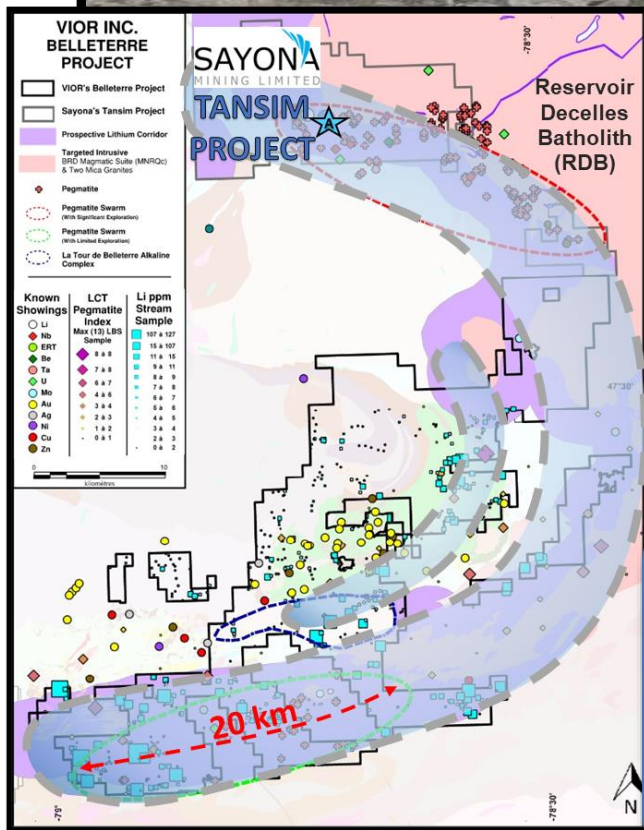 VIOR INC.
BELLETERRE
PROJECT
VIOR's Belleterre Project
Sayona's Tansim Project
Prospective Lithium Corridor
Targeted Intrusive
BRD Magmatic Suite (MNRQc)
& Two Mica Granites
Pegmatite
Pegmatite Swarm
(With Significant Exploration)
Pegmatite Swarm
(With Limited Exploration)
La Tour de Belleterre Alkaline
Complex
Known
Showings
Li
Nb
ERT
Be
Ta
U
Mo
Au
Ag
Ni
Cu
Zn
LCT
Pegmatite
Index
Max (13) LBS
Sample
8 à 8
7 à 8
6 à 7
4 à 6
3 à 4
2 à 3
1 à 2
0 à 1
Li ppm
Stream
Sample
107 à 127
15 à 107
11 à 15
9 à 11
8 à 9
7 à 8
6 à 7
4 à 5
3 à 4
2 à 3
0 à 2
0
10
kilomètres
SAYONA
MINING LIMITED
TANSIM
PROJECT
A
Reservoir
Decelles
Batholith
(RDB)
-78°30'
47°30'
20 km
-79°
-78°30'
N